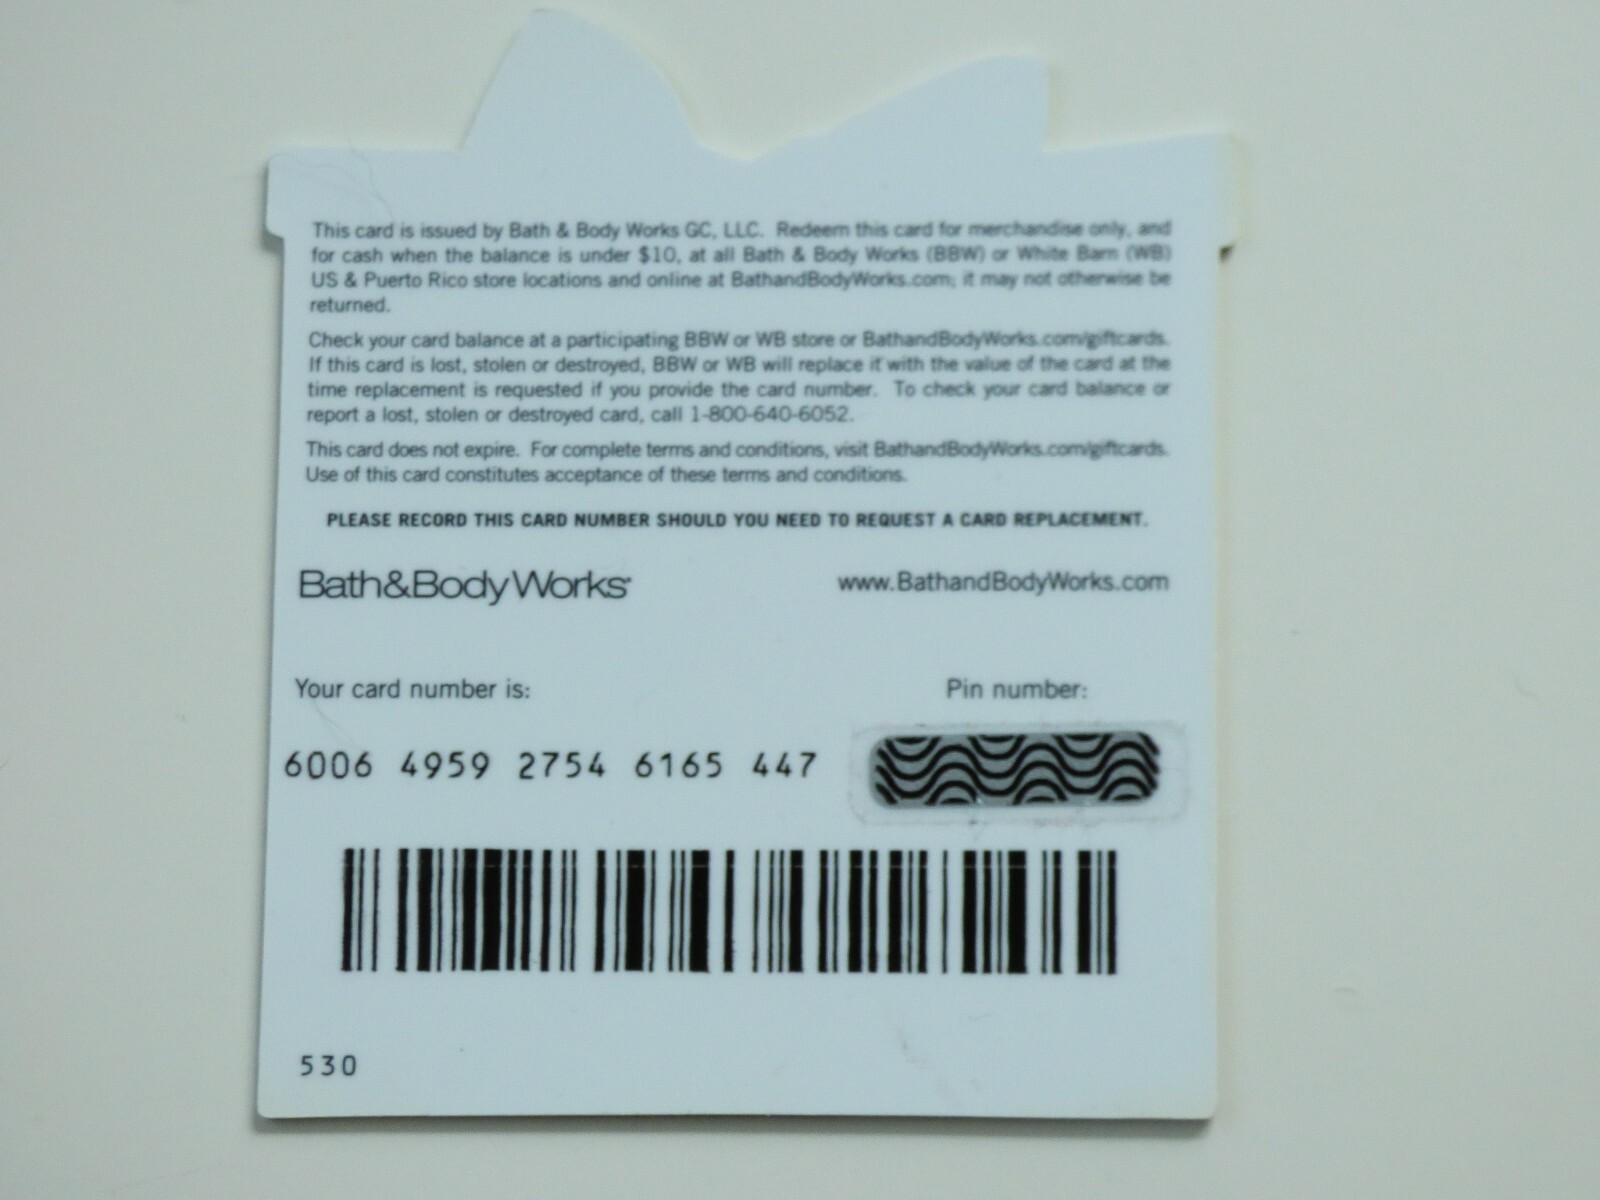 This card is issued by Bath & Body Works GC, LLC. Redeem this card for merchandise only, and
for cash when the balance is under $10, at all Bath & Body Works (BBW) or White Barn (WB)
US & Puerto Rico store locations and online at BathandBodyWorks.com; it may not otherwise be
returned.
Check your card balance at a participating BBW or WB store or BathandBodyWorks.com/giftcards.
If this card is lost, stolen or destroyed, BBW or WB will replace it with the value of the card at the
time replacement is requested if you provide the card number. To check your card balance or
report a lost, stolen or destroyed card, call 1-800-640-6052.
This card does not expire. For complete terms and conditions, visit BathandBodyWorks.com/giftcards.
Use of this card constitutes acceptance of these terms and conditions.
PLEASE RECORD THIS CARD NUMBER SHOULD YOU NEED TO REQUEST A CARD REPLACEMENT.
Bath&Body Works®
www.BathandBodyWorks.com
Your card number is:
Pin number:
6006 4959 2754 6165 447
530